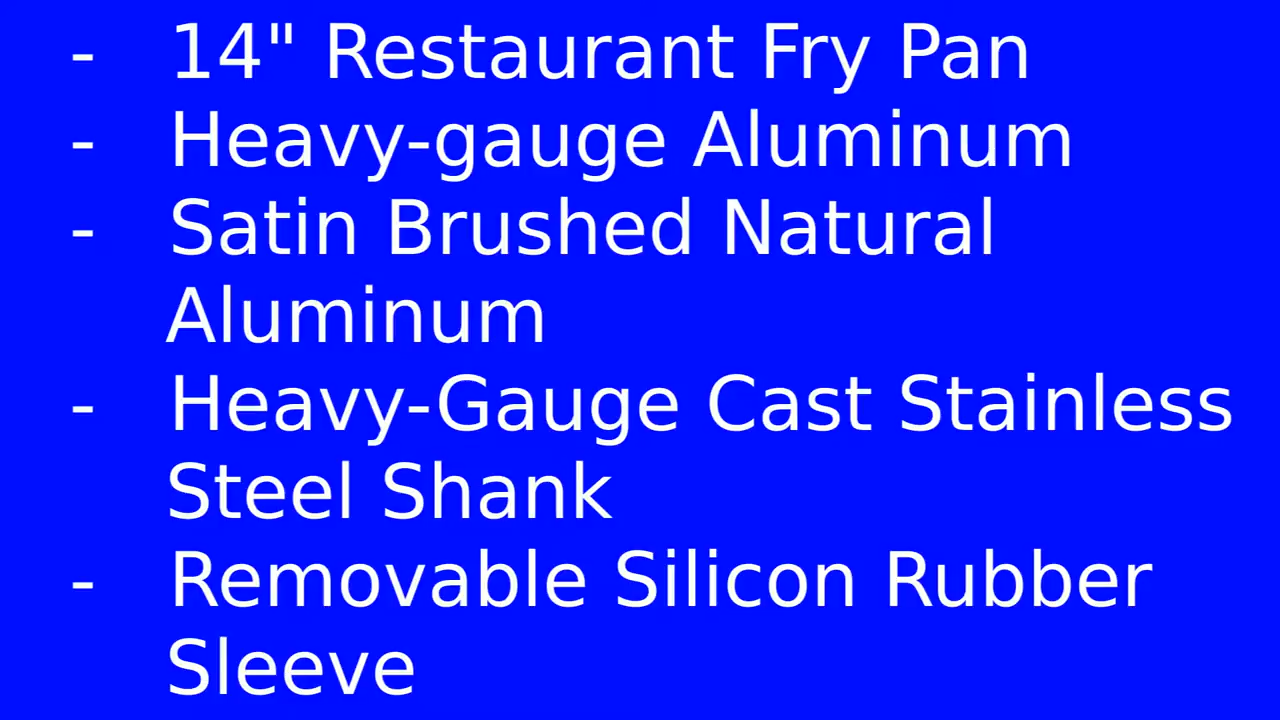 - 14" Restaurant Fry Pan
- Heavy-gauge Aluminum
- Satin Brushed Natural
Aluminum
- Heavy-Gauge Cast Stainless
Steel Shank
- Removable Silicon Rubber
Sleeve